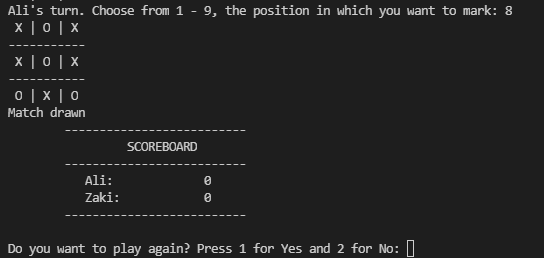 Ali's turn. Choose from 1 - 9, the position in which you want to mark: 8
X | O | X
-----------
X | O | X
-----------
O | X | O
Match drawn
--------------------------
SCOREBOARD
--------------------------
Ali: 0
Zaki: 0
--------------------------
Do you want to play again? Press 1 for Yes and 2 for No: